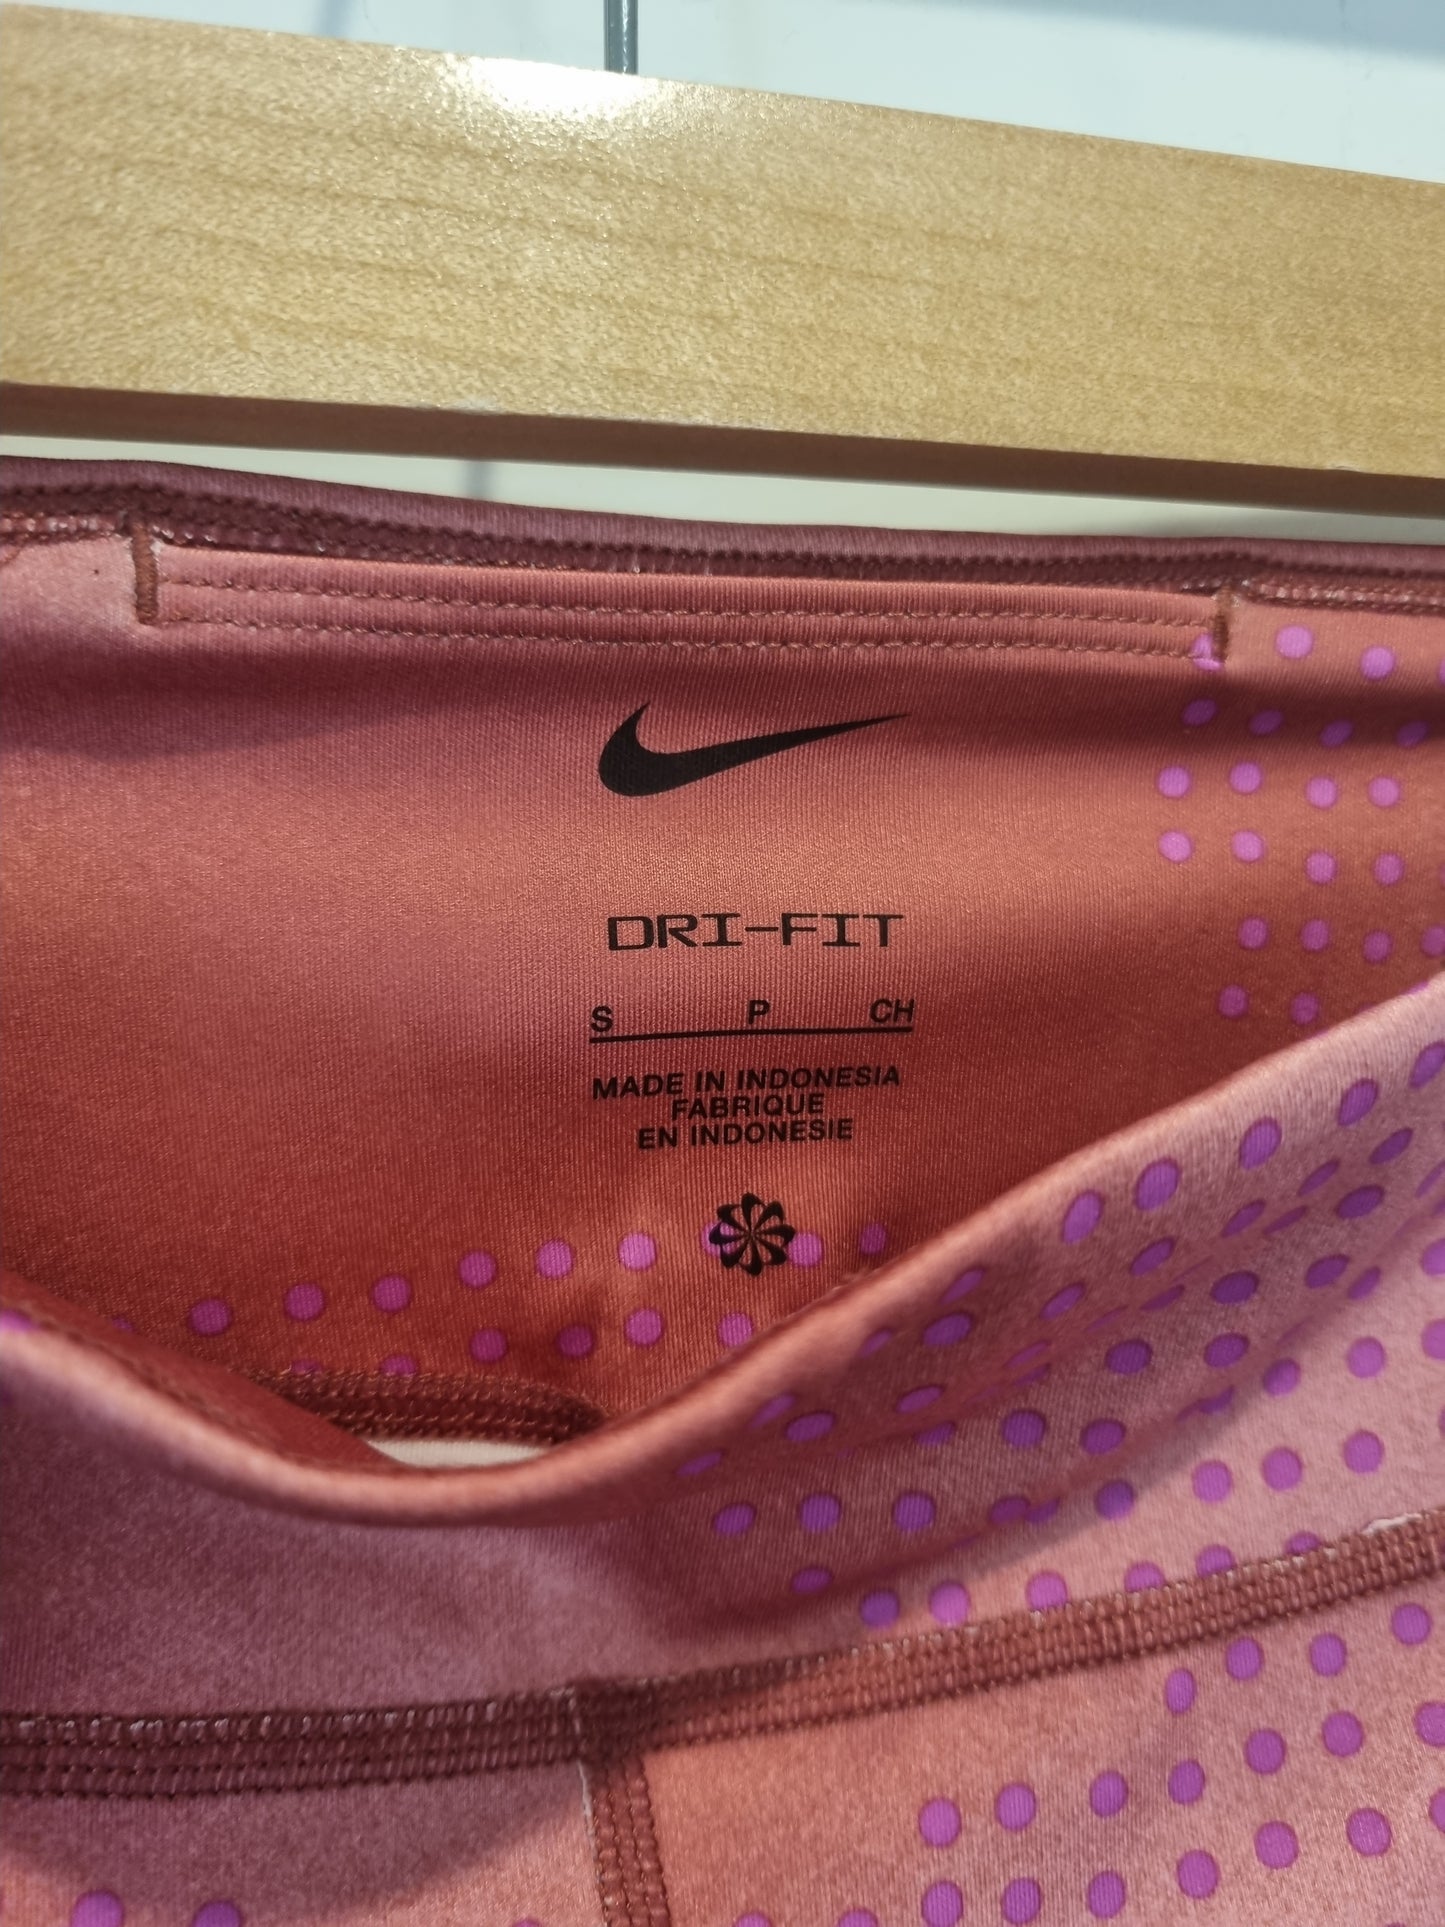 DRI-FIT
S P CH
MADE IN INDONESIA
FABRIQUE
EN INDONESIE